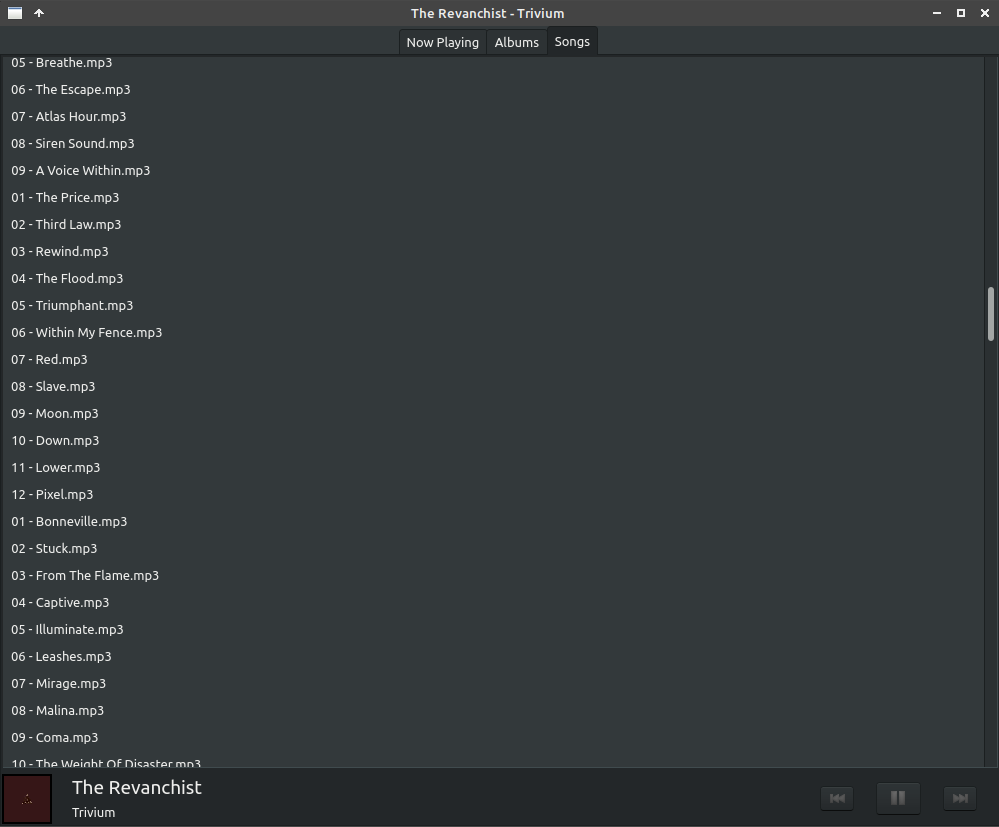 The Revanchist - Trivium
Now Playing Albums Songs
05 - Breathe.mp3
06 - The Escape.mp3
07 - Atlas Hour.mp3
08 - Siren Sound.mp3
09 - A Voice Within.mp3
01 - The Price.mp3
02 - Third Law.mp3
03 - Rewind.mp3
04 - The Flood.mp3
05 - Triumphant.mp3
06 - Within My Fence.mp3
07 - Red.mp3
08 - Slave.mp3
09 - Moon.mp3
10 - Down.mp3
11 - Lower.mp3
12 - Pixel.mp3
01 - Bonneville.mp3
02 - Stuck.mp3
03 - From The Flame.mp3
04 - Captive.mp3
05 - Illuminate.mp3
06 - Leashes.mp3
07 - Mirage.mp3
08 - Malina.mp3
09 - Coma.mp3
10 - The Weight Of Disaster.mp3
The Revanchist
Trivium